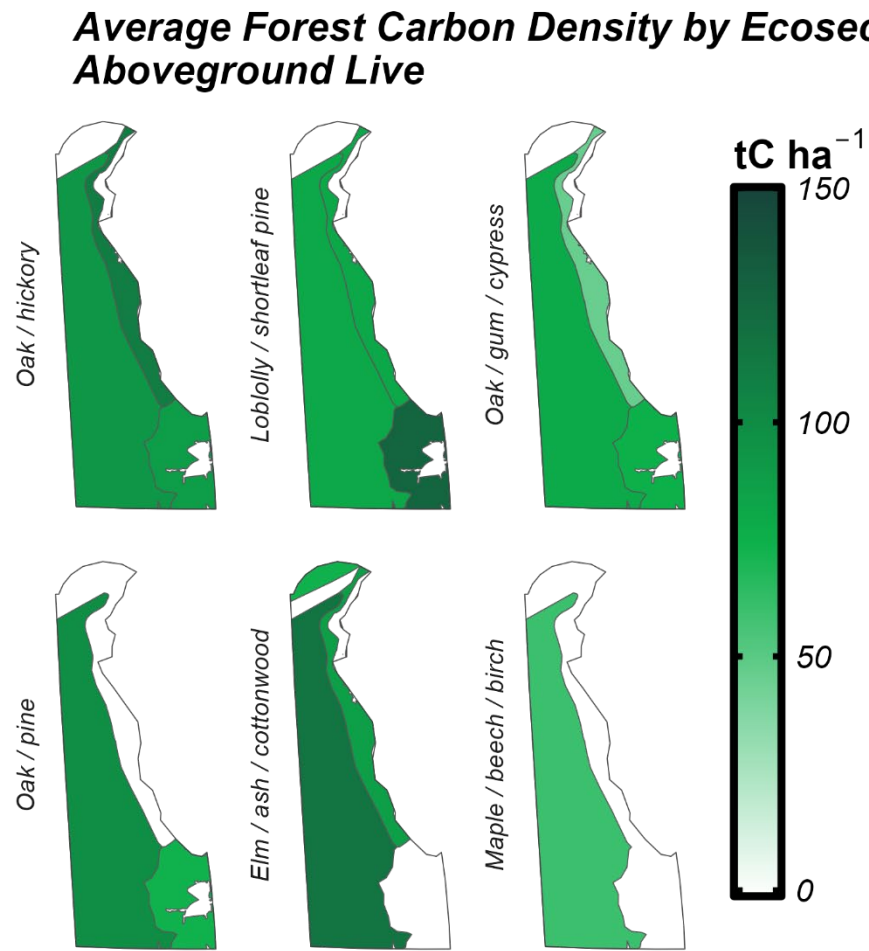 Average Forest Carbon Density by Ecosec
Aboveground Live
Oak / hickory
Loblolly / shortleaf pine
Oak / gum / cypress
Oak / pine
Elm / ash / cottonwood
Maple / beech / birch
tC ha⁻¹
150
100
50
0